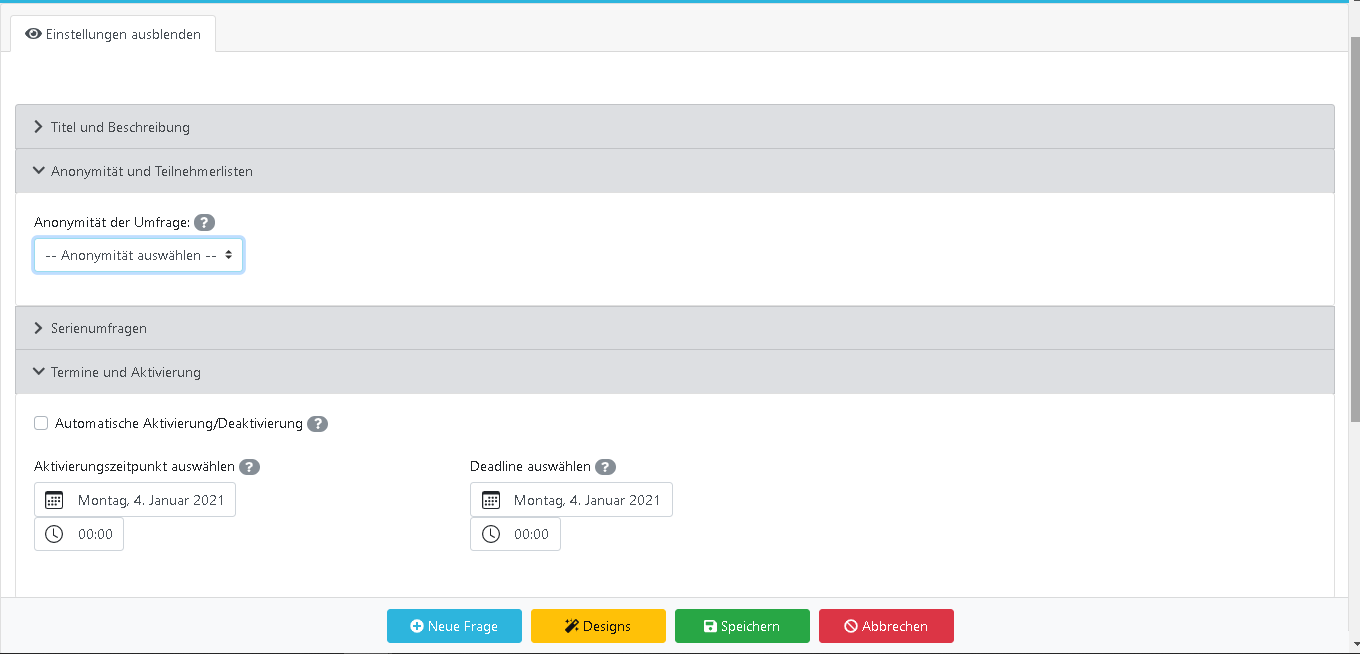 Einstellungen ausblenden
Titel und Beschreibung
Anonymität und Teilnehmerlisten
Anonymität der Umfrage: ?
-- Anonymität auswählen --
Serienumfragen
Termine und Aktivierung
Automatische Aktivierung/Deaktivierung ?
Aktivierungszeitpunkt auswählen ? Deadline auswählen ?
Montag, 4. Januar 2021 Montag, 4. Januar 2021
00:00 00:00
Neue Frage Designs Speichern Abbrechen